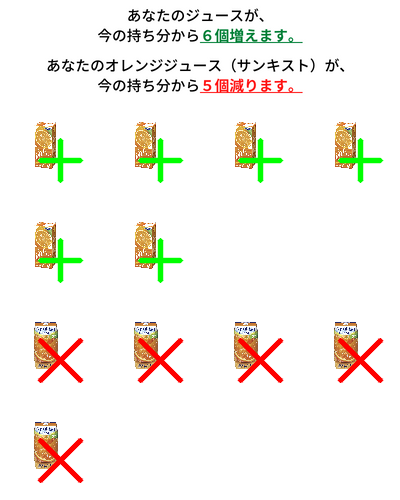 あなたのジュースが、
今の持ち分から６個増えます。
あなたのオレンジジュース（サンキスト）が、
今の持ち分から５個減ります。